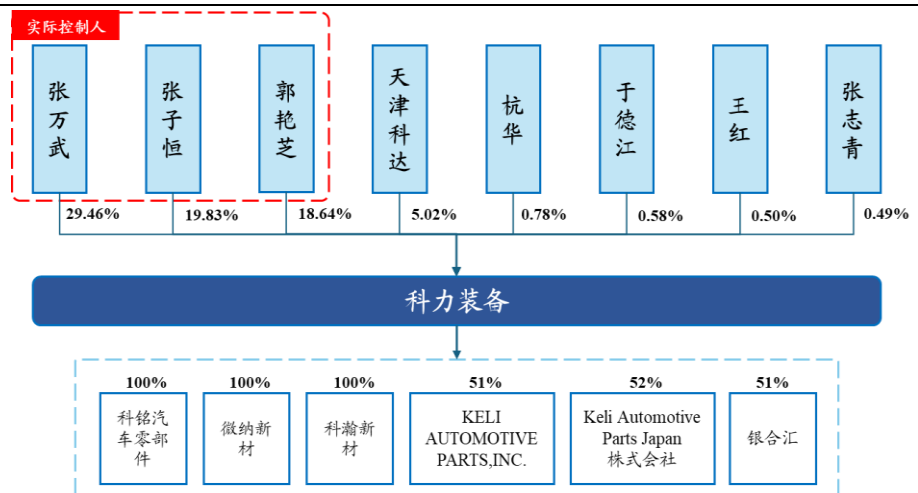 实际控制人
张万武
张子恒
郭艳芝
天津科达
杭华
于德江
王红
张志青
29.46%
19.83%
18.64%
5.02%
0.78%
0.58%
0.50%
0.49%
科力装备
100%
100%
100%
51%
52%
51%
科铭汽
车零部
件
微纳新
材
科瀚新
材
KELI
AUTOMOTIVE
PARTS,INC.
Keli Automotive
Parts Japan
株式会社
银合汇